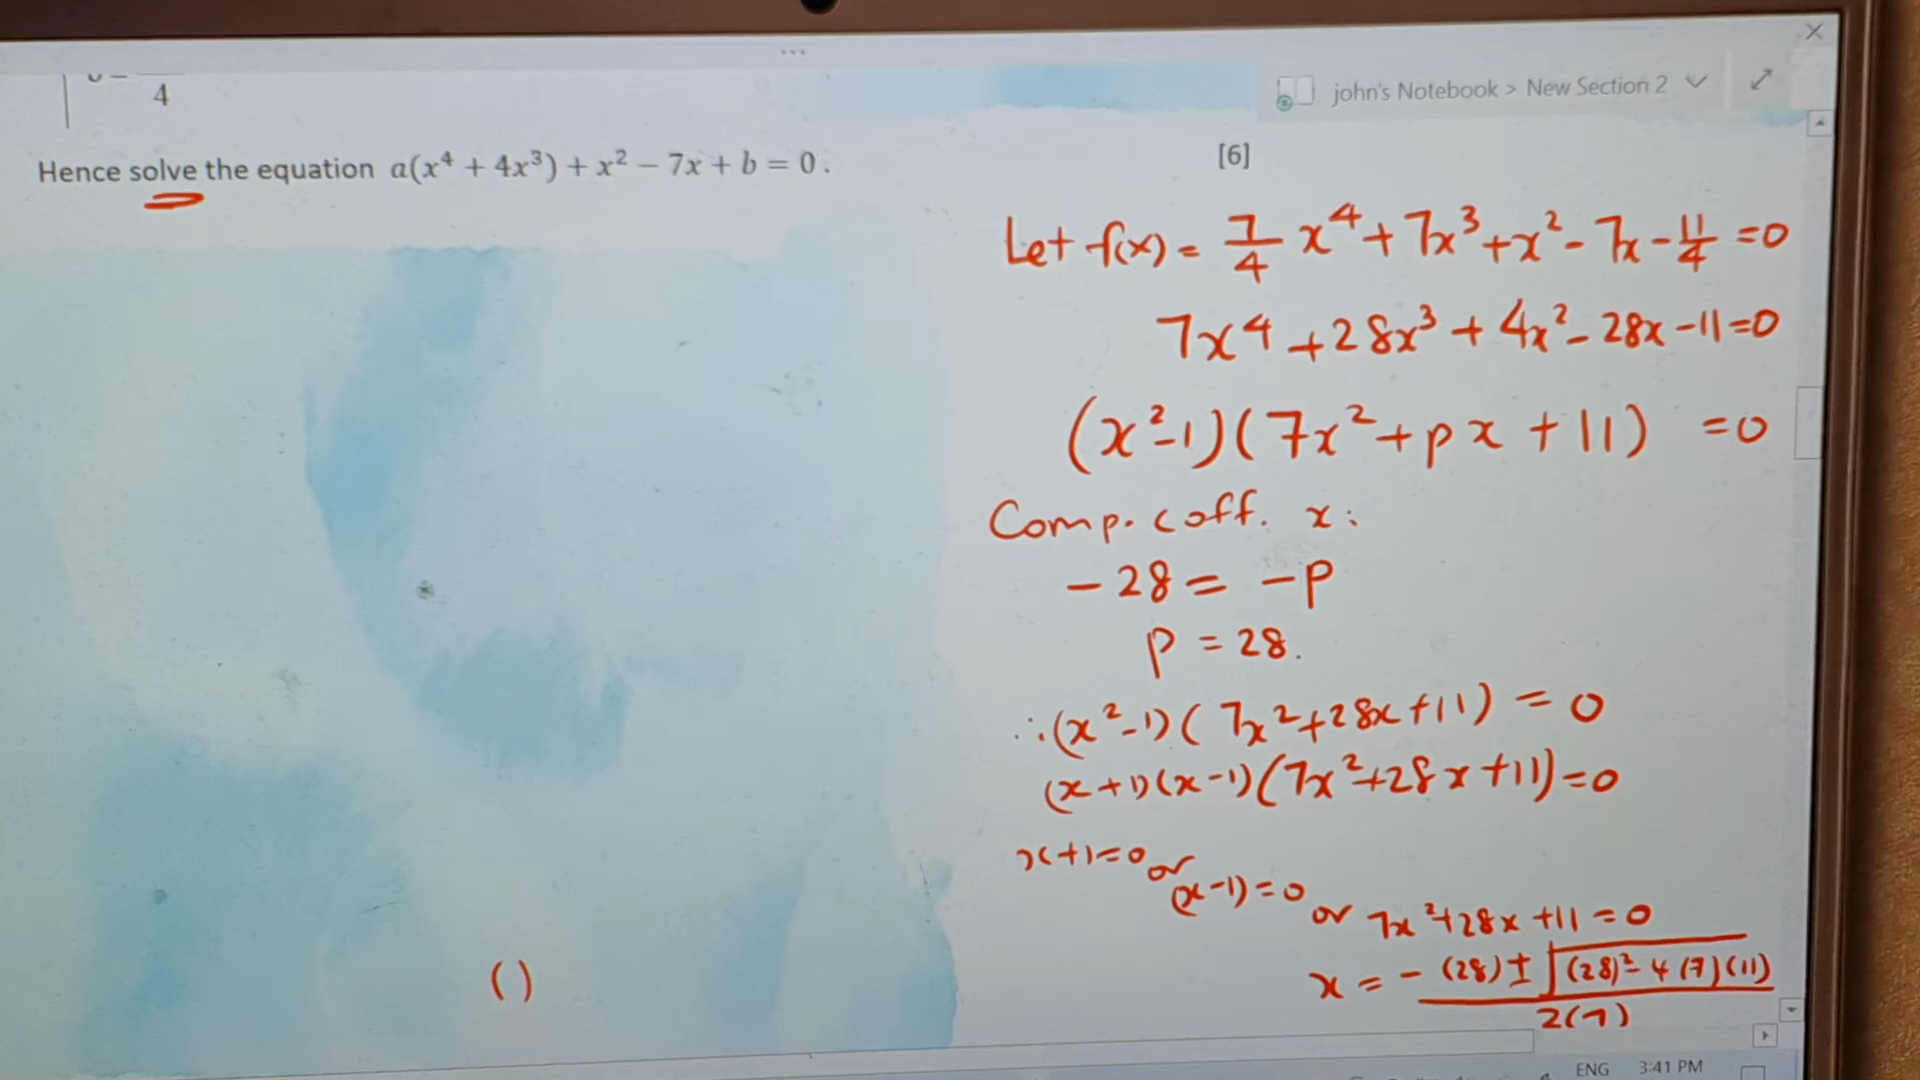 john's Notebook > New Section 2
4
Hence solve the equation a(x⁴ + 4x³) + x² − 7x + b = 0 .
[6]
Let f(x) = 7/4 x⁴ + 7x³ + x² - 7x - 11/4 = 0
7x⁴ + 28x³ + 4x² - 28x - 11 = 0
(x² - 1)(7x² + px + 11) = 0
Comp. coff. x:
- 28 = - p
p = 28.
∴ (x² - 1)(7x² + 28x + 11) = 0
(x + 1)(x - 1)(7x² + 28x + 11) = 0
x + 1 = 0 or
(x - 1) = 0
or 7x² + 28x + 11 = 0
x = - (28) ± √(28)² - 4(7)(11) / 2(7)
( )
ENG 3:41 PM